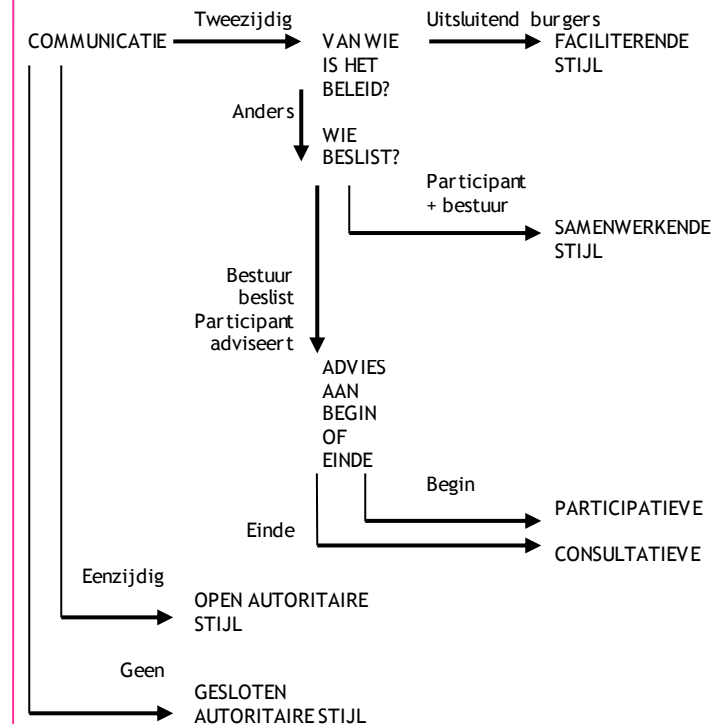 Tweezijdig
Uitsluitend burgers
COMMUNICATIE
VAN WIE
IS HET
BELEID?
FACILITERENDE
STIJL
Anders
WIE
BESLIST?
Participant
+ bestuur
SAMENWERKENDE
STIJL
Bestuur
beslist
Participant
adviseert
ADVIES
AAN
BEGIN
OF
EINDE
Begin
PARTICIPATIEVE
Einde
CONSULTATIEVE
Eenzijdig
OPEN AUTORITAIRE
STIJL
Geen
GESLOTEN
AUTORITAIRE STIJL